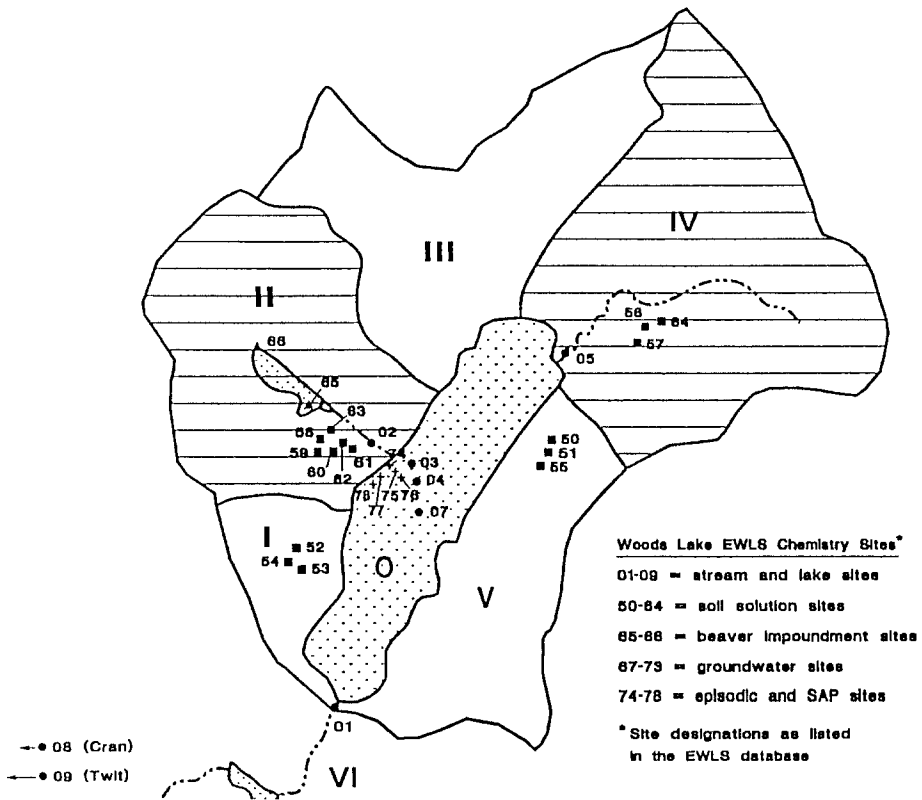 IV
III
II
56
64
57
66
05
65
63
58
02
50
59
61
74
03
51
60
62
04
55
78
75
76
77
07
I
52
54
53
O
V
01
08 (Cran)
09 (Twit)
VI
Woods Lake EWLS Chemistry Sites*
01-09 = stream and lake sites
50-64 = soil solution sites
65-66 = beaver impoundment sites
67-73 = groundwater sites
74-78 = episodic and SAP sites
* Site designations as listed
in the EWLS database